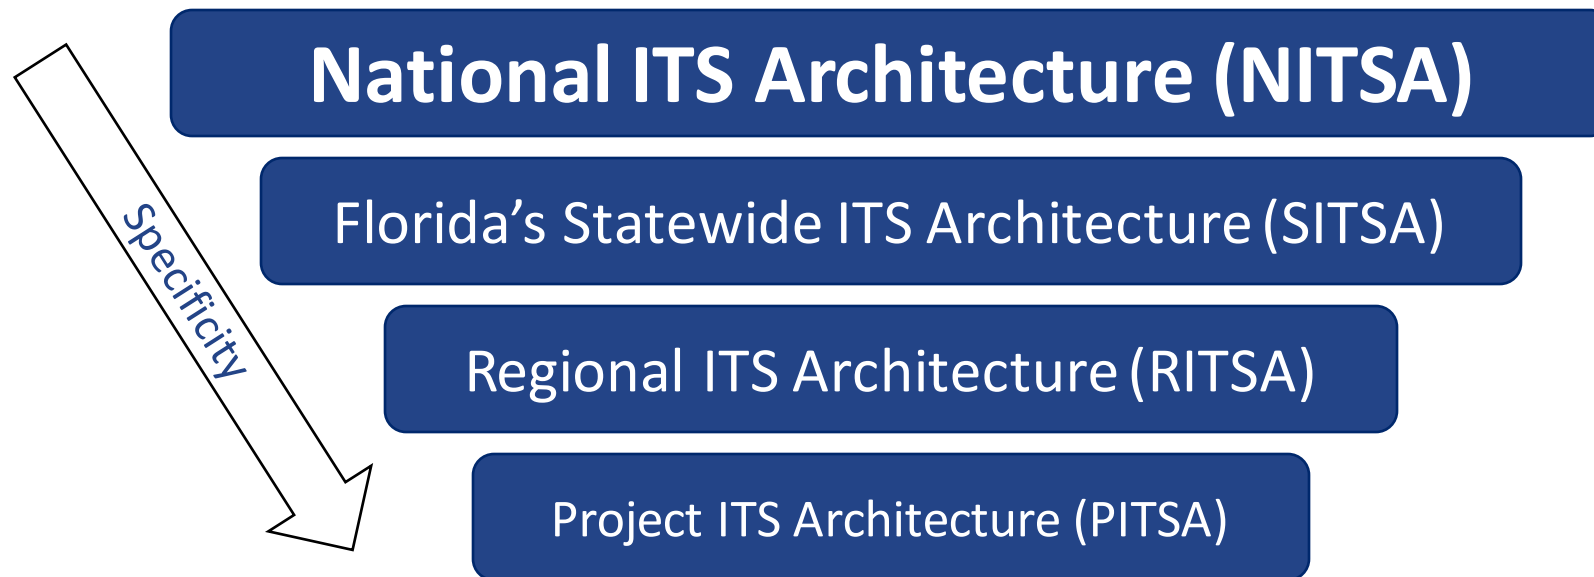 National ITS Architecture (NITSA)
Florida’s Statewide ITS Architecture (SITSA)
Specificity
Regional ITS Architecture (RITSA)
Project ITS Architecture (PITSA)